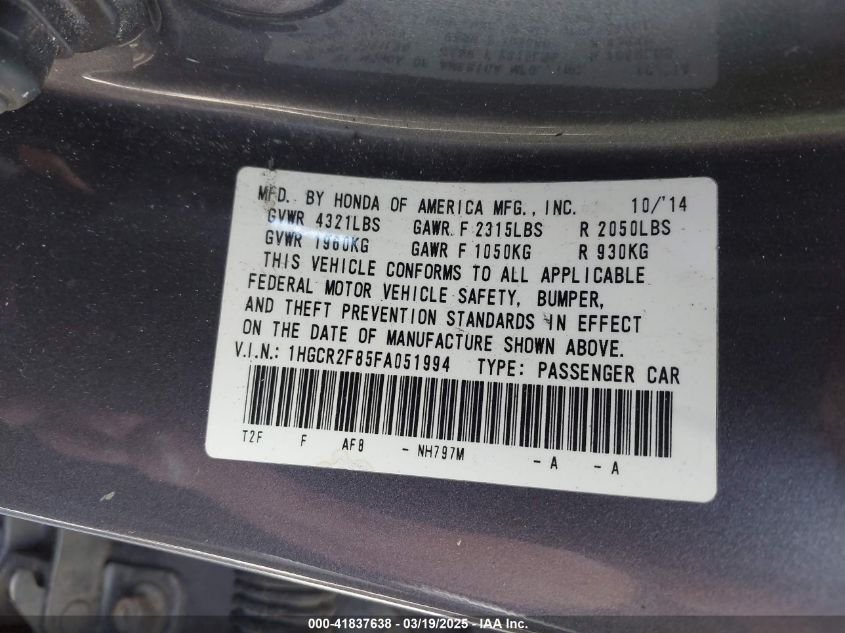 MFD. BY HONDA OF AMERICA MFG., INC. 10/'14
GVWR 4321LBS GAWR F 2315LBS R 2050LBS
GVWR 1960KG GAWR F 1050KG R 930KG
THIS VEHICLE CONFORMS TO ALL APPLICABLE
FEDERAL MOTOR VEHICLE SAFETY, BUMPER,
AND THEFT PREVENTION STANDARDS IN EFFECT
ON THE DATE OF MANUFACTURE SHOWN ABOVE.
V.I.N.: 1HGCR2F85FA051994 TYPE: PASSENGER CAR
T2F F AF8 - NH797M - A - A
000-41837638 - 03/19/2025 - IAA Inc.